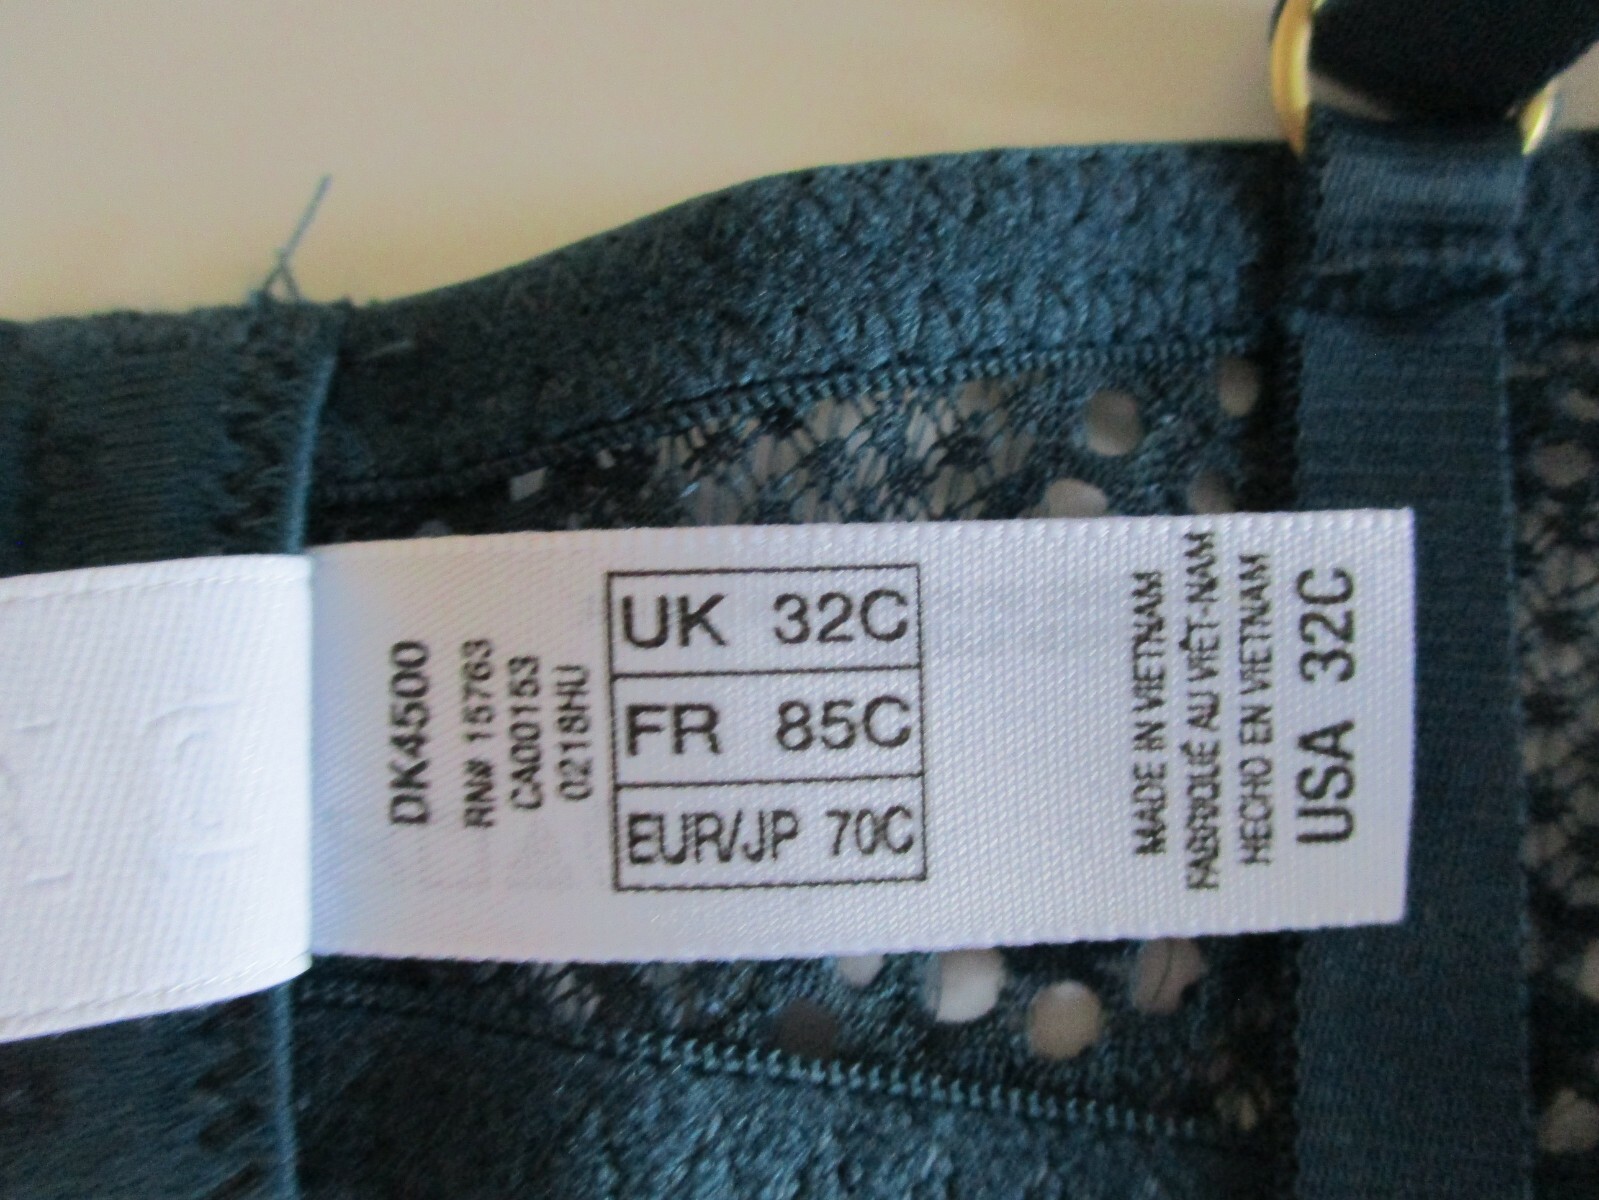 DK4500
RN# 15763
CA00153
0218HU
UK 32C
FR 85C
EUR/JP 70C
MADE IN VIETNAM
FABRIQUÉ AU VIÊT-NAM
HECHO EN VIETNAM
USA 32C